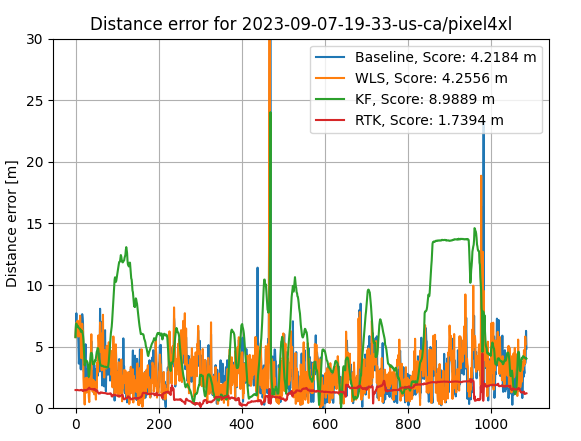 Distance error for 2023-09-07-19-33-us-ca/pixel4xl
Distance error [m]
30
25
20
15
10
5
0
Baseline, Score: 4.2184 m
WLS, Score: 4.2556 m
KF, Score: 8.9889 m
RTK, Score: 1.7394 m
0 200 400 600 800 1000